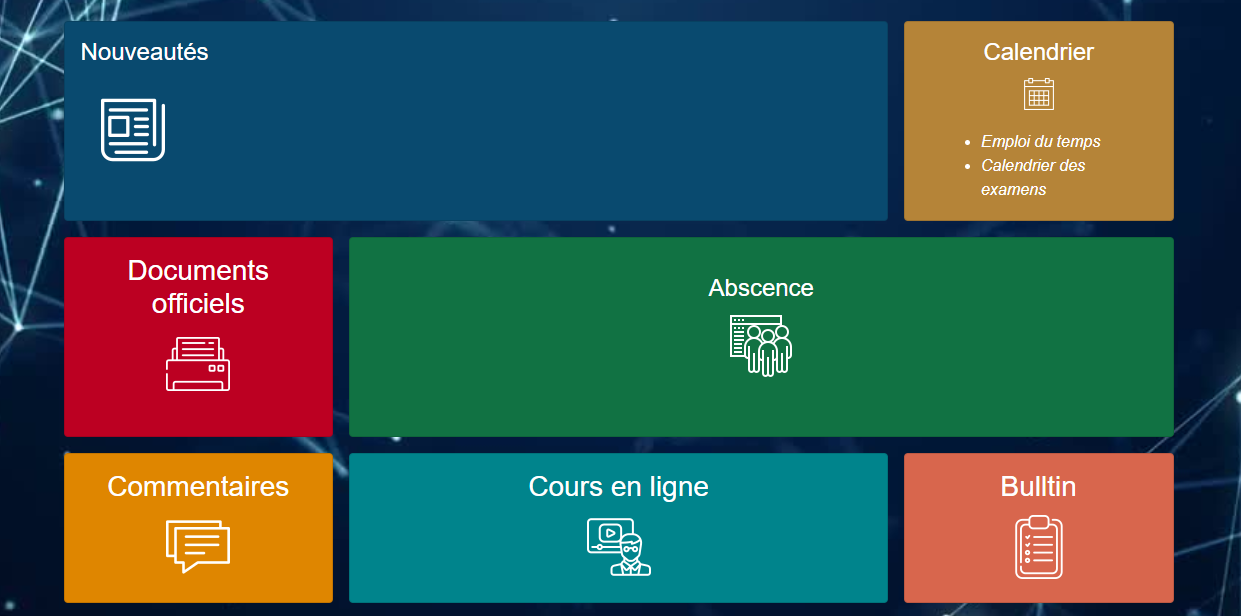 Nouveautés
Calendrier
Emploi du temps
Calendrier des
examens
Documents
officiels
Abscence
Commentaires
Cours en ligne
Bulltin